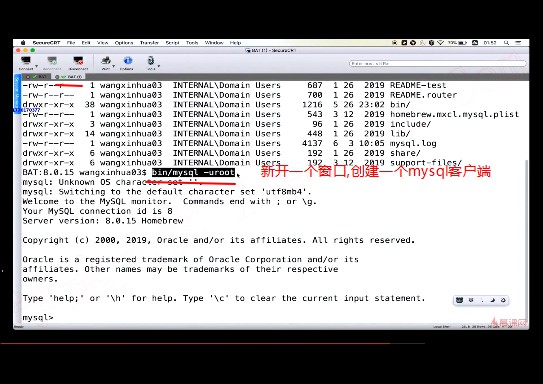 SecureCRT File Edit View Options Transfer Script Tools Window Help 70% 01:52
BAT (1) - SecureCRT
-rw-r--r-- 1 wangxinhua03 INTERNAL\Domain Users 687 1 26 2019 README-test
-rw-r--r-- 1 wangxinhua03 INTERNAL\Domain Users 700 1 26 2019 README.router
drwxr-xr-x 38 wangxinhua03 INTERNAL\Domain Users 1216 5 26 23:02 bin/
-rw-r--r-- 1 wangxinhua03 INTERNAL\Domain Users 543 3 12 2019 homebrew.mxcl.mysql.plist
drwxr-xr-x 3 wangxinhua03 INTERNAL\Domain Users 96 1 26 2019 include/
drwxr-xr-x 14 wangxinhua03 INTERNAL\Domain Users 448 1 26 2019 lib/
-rw-r--r-- 1 wangxinhua03 INTERNAL\Domain Users 4137 6 3 10:05 mysql.log
drwxr-xr-x 6 wangxinhua03 INTERNAL\Domain Users 192 1 26 2019 share/
drwxr-xr-x 6 wangxinhua03 INTERNAL\Domain Users 192 3 12 2019 support-files/
BAT:8.0.15 wangxinhua03$ bin/mysql -uroot
新开一个窗口,创建一个mysql客户端
mysql: Unknown OS character set ''.
mysql: Switching to the default character set 'utf8mb4'.
Welcome to the MySQL monitor. Commands end with ; or \g.
Your MySQL connection id is 8
Server version: 8.0.15 Homebrew
Copyright (c) 2000, 2019, Oracle and/or its affiliates. All rights reserved.
Oracle is a registered trademark of Oracle Corporation and/or its
affiliates. Other names may be trademarks of their respective
owners.
Type 'help;' or '\h' for help. Type '\c' to clear the current input statement.
mysql>
慕课网